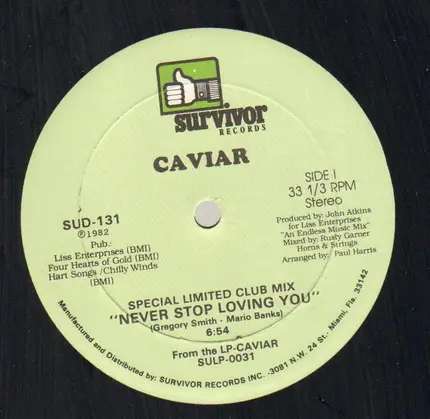 survivor
RECORDS
CAVIAR
SUD-131
℗1982
Pub.
Liss Enterprises (BMI)
Four Hearts of Gold (BMI)
Hart Songs /Chilly Winds
(BMI)
SIDE I
33 1/3 RPM
Stereo
Produced by: John Atkins
for Liss Enterprises
"An Endless Music Mix"
Mixed by: Rusty Garner
Horns & Strings
Arranged by: Paul Harris
SPECIAL LIMITED CLUB MIX
"NEVER STOP LOVING YOU"
(Gregory Smith - Mario Banks)
6:54
From the LP-CAVIAR
SULP-0031
Manufactured and Distributed by: SURVIVOR RECORDS INC. .3081 N.W. 24 St. Miami, Fla. 33142